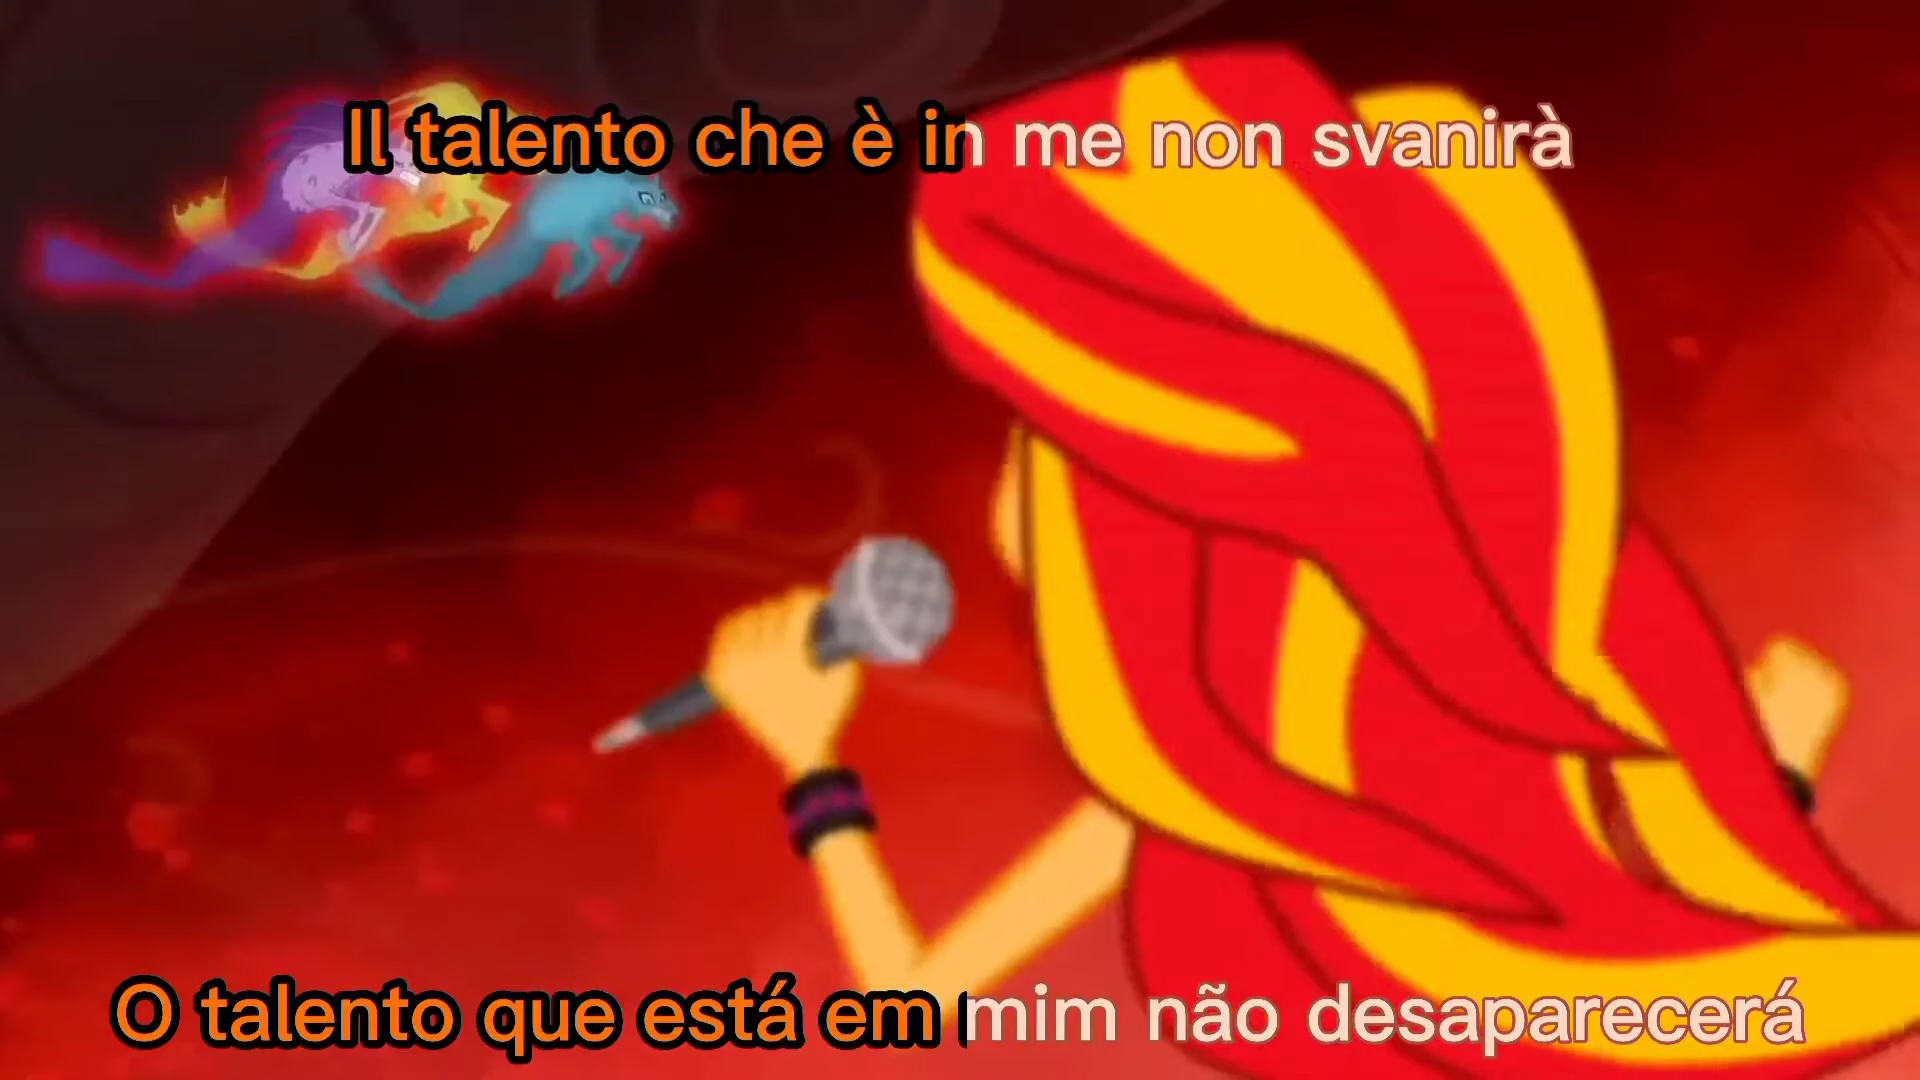 Il talento che è in me non svanirà
O talento que está em mim não desaparecerá